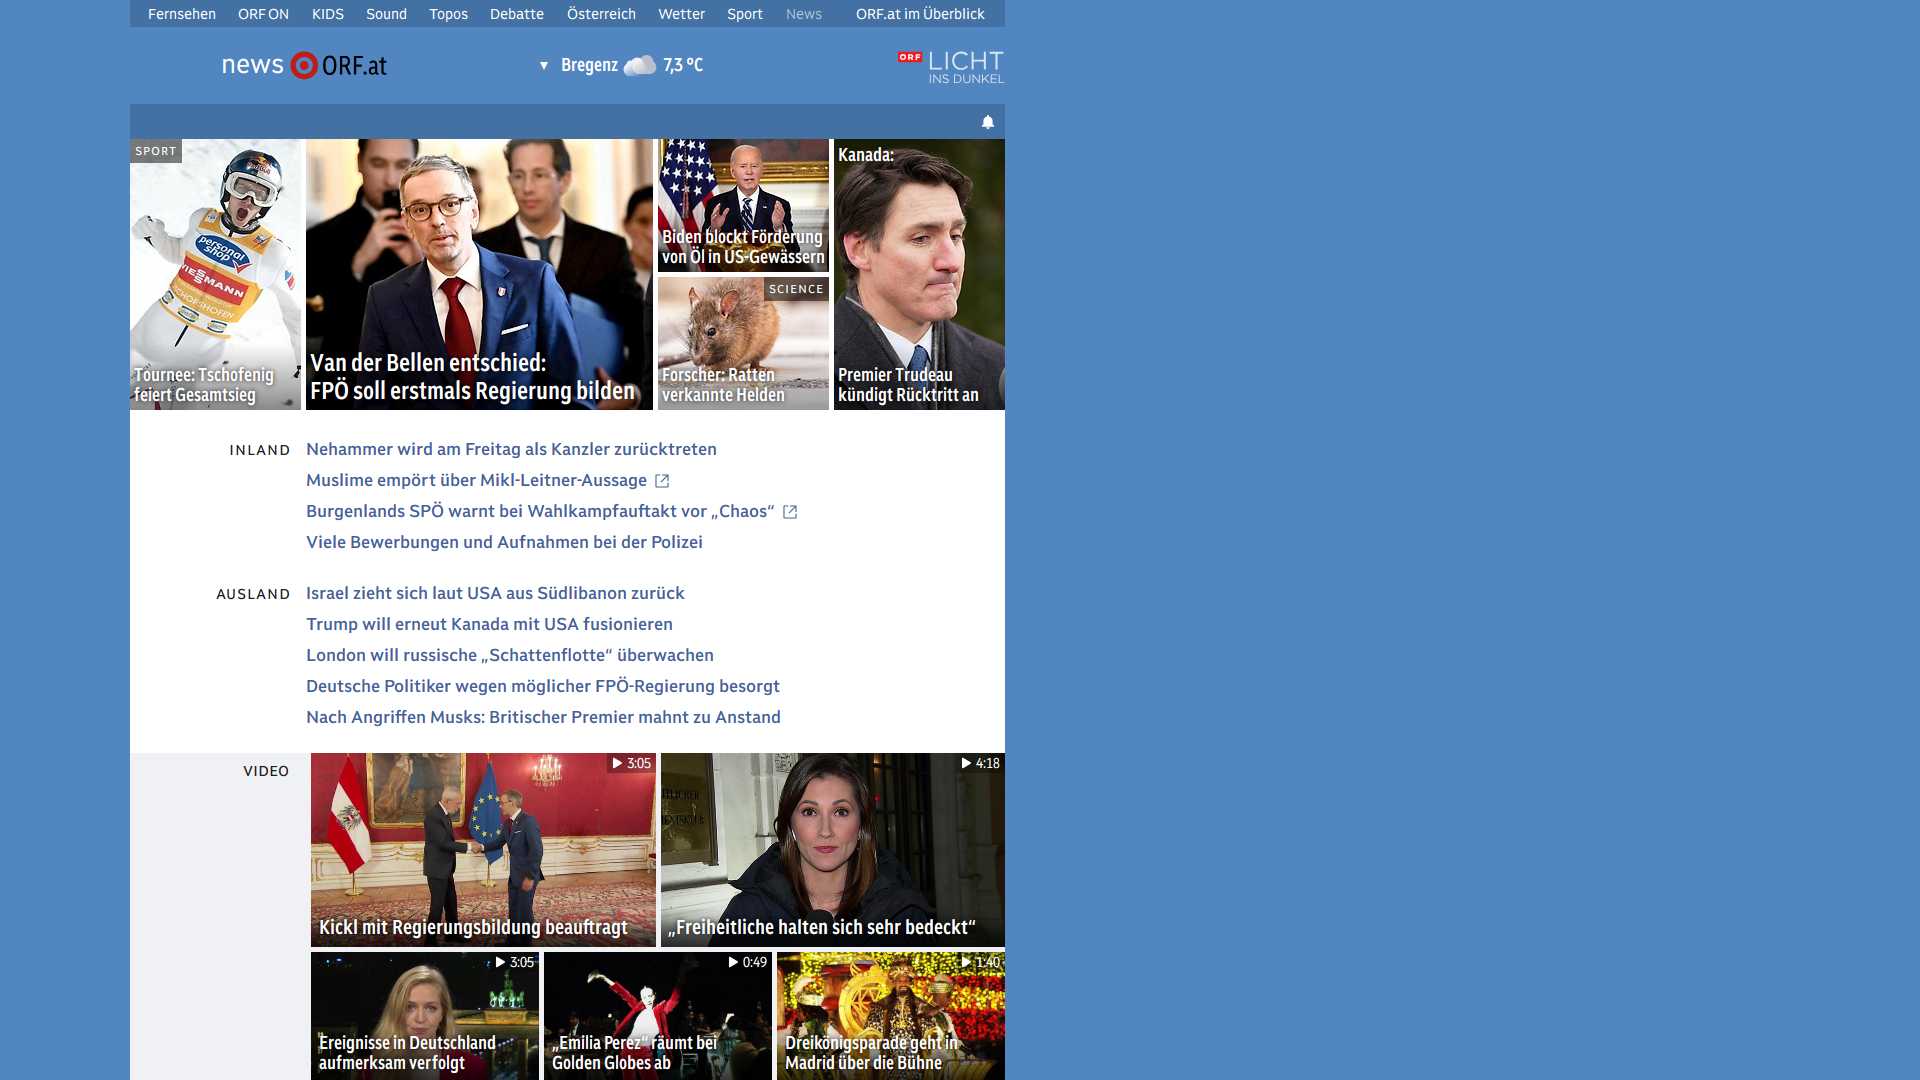 Fernsehen ORF ON KIDS Sound Topos Debatte Österreich Wetter Sport News ORF.at im Überblick
news ORF.at
Bregenz 7,3 °C
ORF LICHT
INS DUNKEL
SPORT
Tournee: Tschofenig
feiert Gesamtsieg
Van der Bellen entschied:
FPÖ soll erstmals Regierung bilden
Biden blockt Förderung
von Öl in US-Gewässern
SCIENCE
Forscher: Ratten
verkannte Helden
Kanada:
Premier Trudeau
kündigt Rücktritt an
INLAND
Nehammer wird am Freitag als Kanzler zurücktreten
Muslime empört über Mikl-Leitner-Aussage
Burgenlands SPÖ warnt bei Wahlkampfauftakt vor „Chaos“
Viele Bewerbungen und Aufnahmen bei der Polizei
AUSLAND
Israel zieht sich laut USA aus Südlibanon zurück
Trump will erneut Kanada mit USA fusionieren
London will russische „Schattenflotte“ überwachen
Deutsche Politiker wegen möglicher FPÖ-Regierung besorgt
Nach Angriffen Musks: Britischer Premier mahnt zu Anstand
VIDEO
3:05
Kickl mit Regierungsbildung beauftragt
4:18
„Freiheitliche halten sich sehr bedeckt“
3:05
Ereignisse in Deutschland
aufmerksam verfolgt
0:49
„Emilia Perez“ räumt bei
Golden Globes ab
1:40
Dreikönigsparade geht in
Madrid über die Bühne